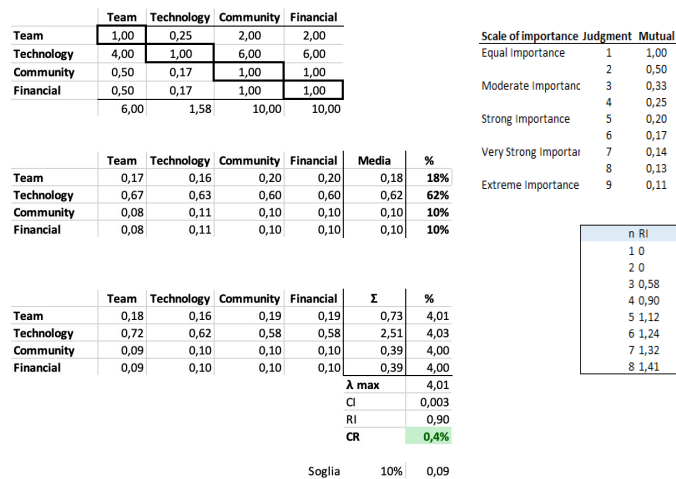 Team Technology Community Financial
Team 1,00 0,25 2,00 2,00
Technology 4,00 1,00 6,00 6,00
Community 0,50 0,17 1,00 1,00
Financial 0,50 0,17 1,00 1,00
6,00 1,58 10,00 10,00
Scale of importance Judgment Mutual
Equal Importance 1 1,00
2 0,50
Moderate Importanc 3 0,33
4 0,25
Strong Importance 5 0,20
6 0,17
Very Strong Importai 7 0,14
8 0,13
Extreme Importance 9 0,11
Team Technology Community Financial Media %
Team 0,17 0,16 0,20 0,20 0,18 18%
Technology 0,67 0,63 0,60 0,60 0,62 62%
Community 0,08 0,11 0,10 0,10 0,10 10%
Financial 0,08 0,11 0,10 0,10 0,10 10%
n RI
1 0
2 0
3 0,58
4 0,90
5 1,12
6 1,24
7 1,32
8 1,41
Team Technology Community Financial Σ %
Team 0,18 0,16 0,19 0,19 0,73 4,01
Technology 0,72 0,62 0,58 0,58 2,51 4,03
Community 0,09 0,10 0,10 0,10 0,39 4,00
Financial 0,09 0,10 0,10 0,10 0,39 4,00
λ max 4,01
CI 0,003
RI 0,90
CR 0,4%
Soglia 10% 0,09